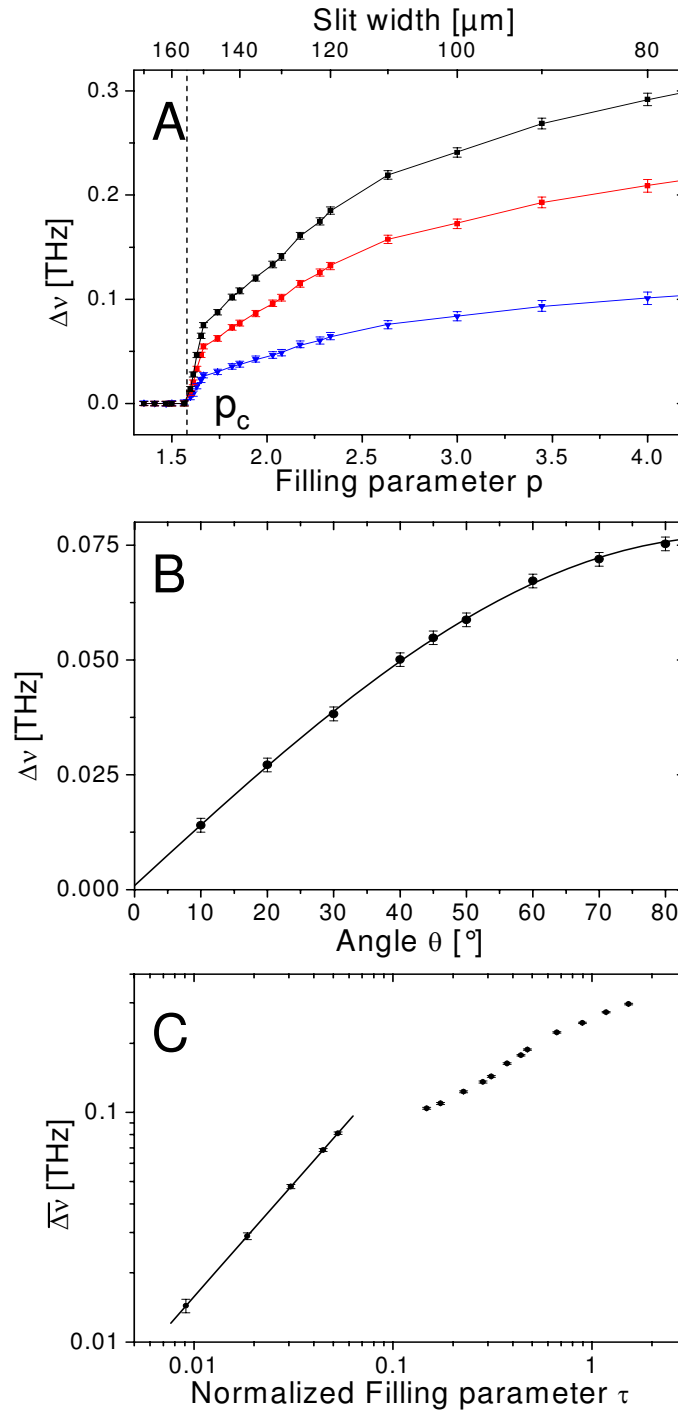 Slit width [μm]
160 140 120 100 80
A
0.3
0.2
0.1
0.0
Δν [THz]
p_c
1.5 2.0 2.5 3.0 3.5 4.0
Filling parameter p
B
0.075
0.050
0.025
0.000
Δν [THz]
0 10 20 30 40 50 60 70 80
Angle θ [°]
C
0.1
0.01
Δ̅ν̅ [THz]
0.01 0.1 1
Normalized Filling parameter τ